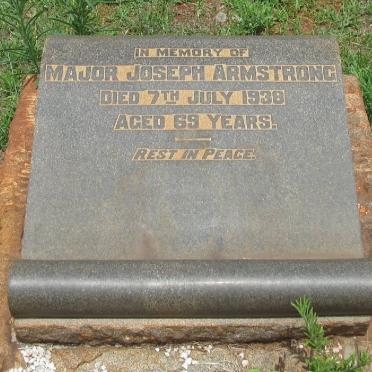 IN MEMORY OF
MAJOR JOSEPH ARMSTRONG
DIED 7TH JULY 1938
AGED 69 YEARS.
REST IN PEACE.